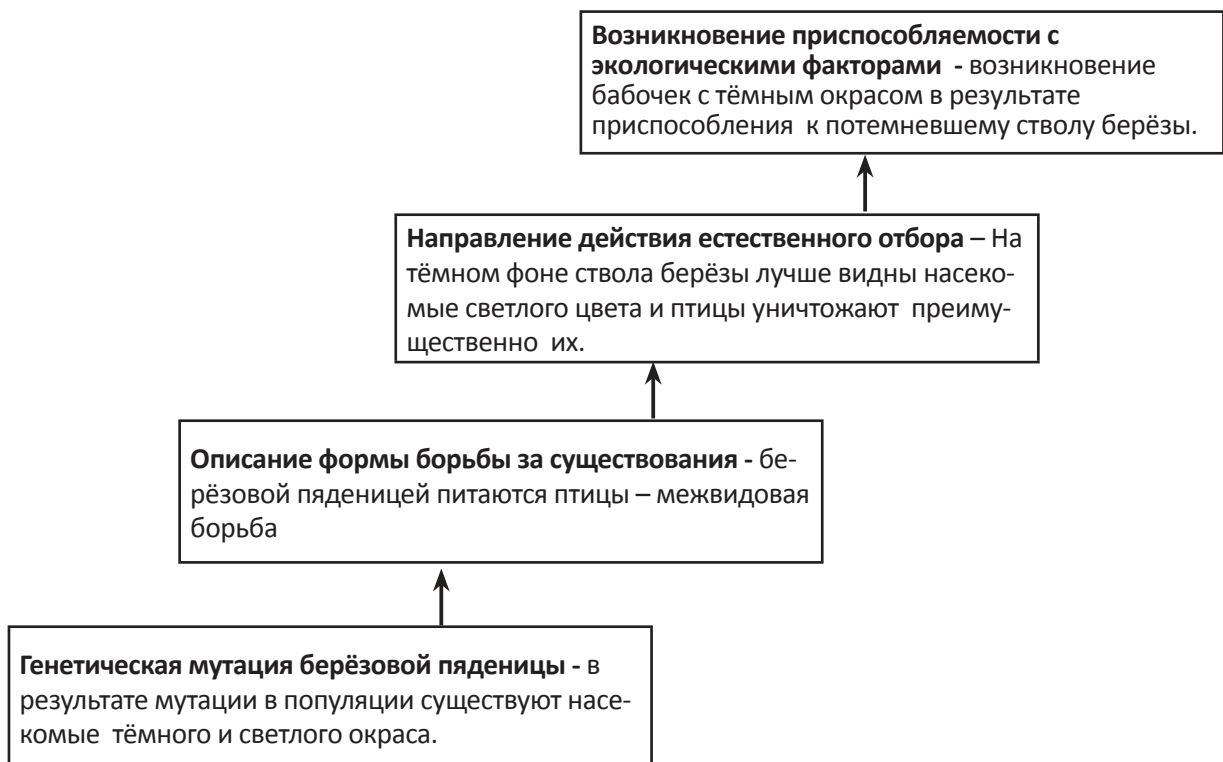 Возникновение приспособляемости с
экологическими факторами - возникновение
бабочек с тёмным окрасом в результате
приспособления к потемневшему стволу берёзы.
Направление действия естественного отбора – На
тёмном фоне ствола берёзы лучше видны насеко-
мые светлого цвета и птицы уничтожают преиму-
щественно их.
Описание формы борьбы за существования - бе-
рёзовой пяденицей питаются птицы – межвидовая
борьба
Генетическая мутация берёзовой пяденицы - в
результате мутации в популяции существуют насе-
комые тёмного и светлого окраса.